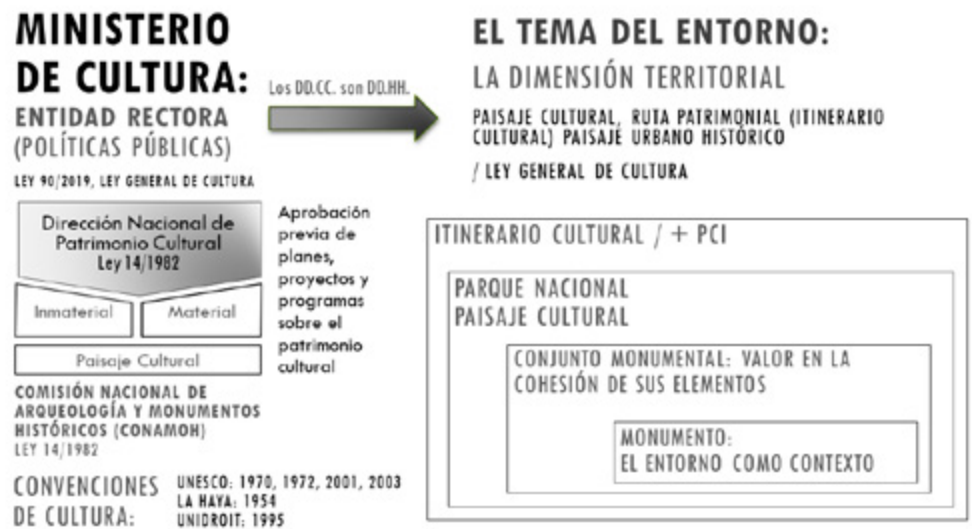 MINISTERIO
DE CULTURA:
ENTIDAD RECTORA
(POLÍTICAS PÚBLICAS)
LEY 90/2019, LEY GENERAL DE CULTURA
Los DD.CC. son DD.HH.
EL TEMA DEL ENTORNO:
LA DIMENSIÓN TERRITORIAL
PAISAJE CULTURAL, RUTA PATRIMONIAL (ITINERARIO
CULTURAL) PAISAJE URBANO HISTÓRICO
/ LEY GENERAL DE CULTURA
Dirección Nacional de
Patrimonio Cultural
Ley 14/1982
Inmaterial
Material
Paisaje Cultural
Aprobación
previa de
planes,
proyectos y
programas
sobre el
patrimonio
cultural
COMISIÓN NACIONAL DE
ARQUEOLOGÍA Y MONUMENTOS
HISTÓRICOS (CONAMOH)
LEY 14/1982
CONVENCIONES
DE CULTURA:
UNESCO: 1970, 1972, 2001, 2003
LA HAYA: 1954
UNIDROIT: 1995
ITINERARIO CULTURAL / + PCI
PARQUE NACIONAL
PAISAJE CULTURAL
CONJUNTO MONUMENTAL: VALOR EN LA
COHESIÓN DE SUS ELEMENTOS
MONUMENTO:
EL ENTORNO COMO CONTEXTO